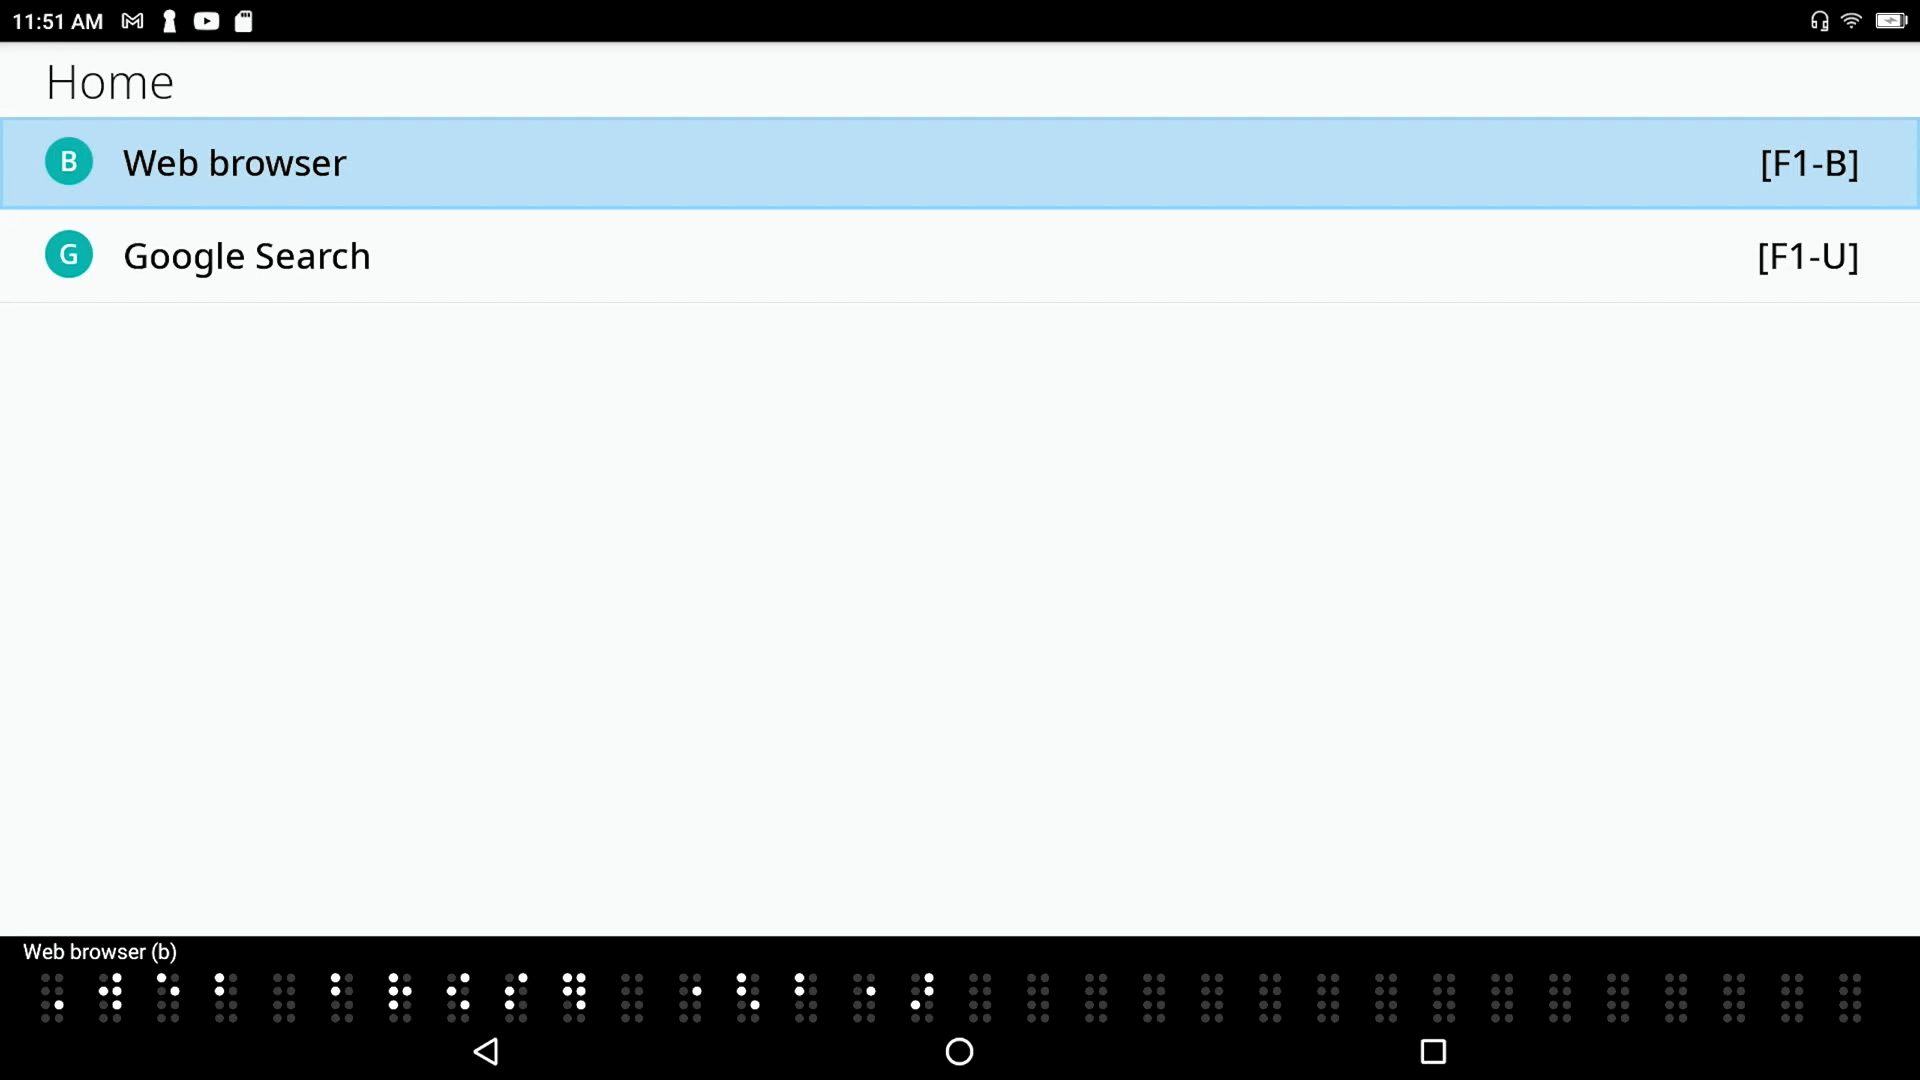 11:51 AM
Home
B Web browser [F1-B]
G Google Search [F1-U]
Web browser (b)
⠠⠺⠑⠃⠀⠃⠗⠪⠎⠻⠀⠐⠣⠃⠐⠜